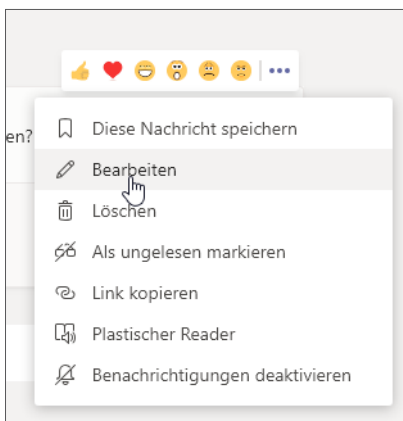 en?
Diese Nachricht speichern
Bearbeiten
Löschen
Als ungelesen markieren
Link kopieren
Plastischer Reader
Benachrichtigungen deaktivieren